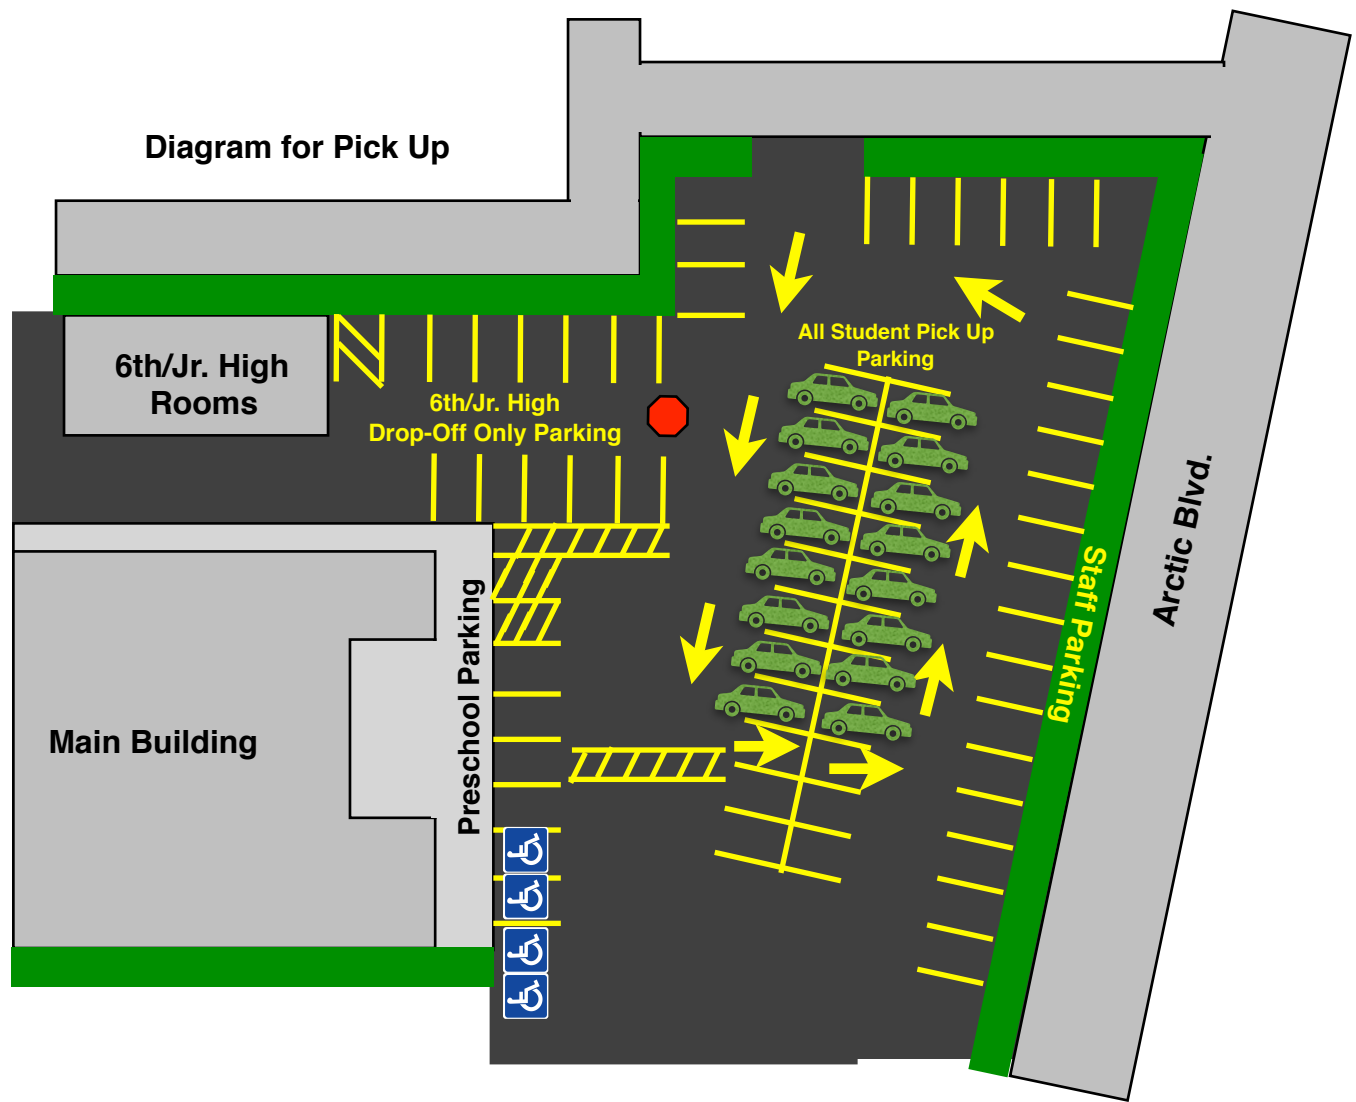 Diagram for Pick Up
6th/Jr. High
Rooms
6th/Jr. High
Drop-Off Only Parking
All Student Pick Up
Parking
Staff Parking
Arctic Blvd.
Preschool Parking
Main Building